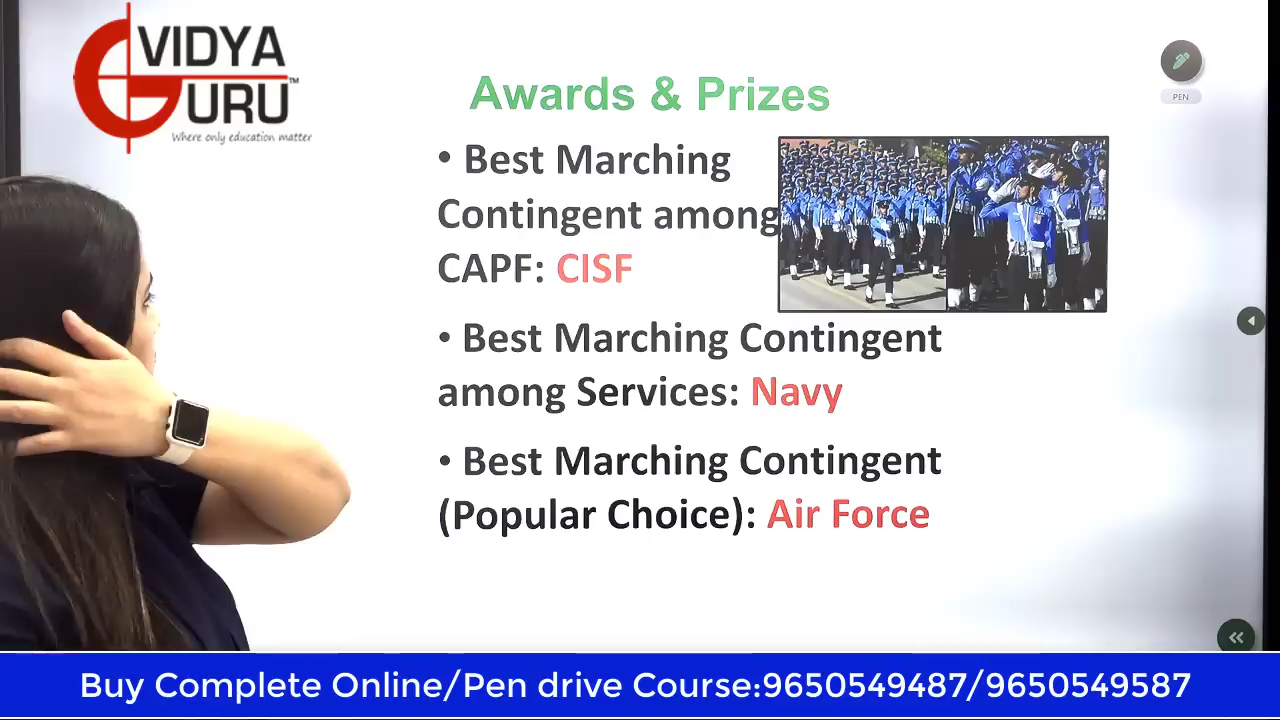 VIDYA
GURU™
Where only education matter
Awards & Prizes
PEN
• Best Marching
Contingent among
CAPF: CISF
• Best Marching Contingent
among Services: Navy
• Best Marching Contingent
(Popular Choice): Air Force
Buy Complete Online/Pen drive Course:9650549487/9650549587